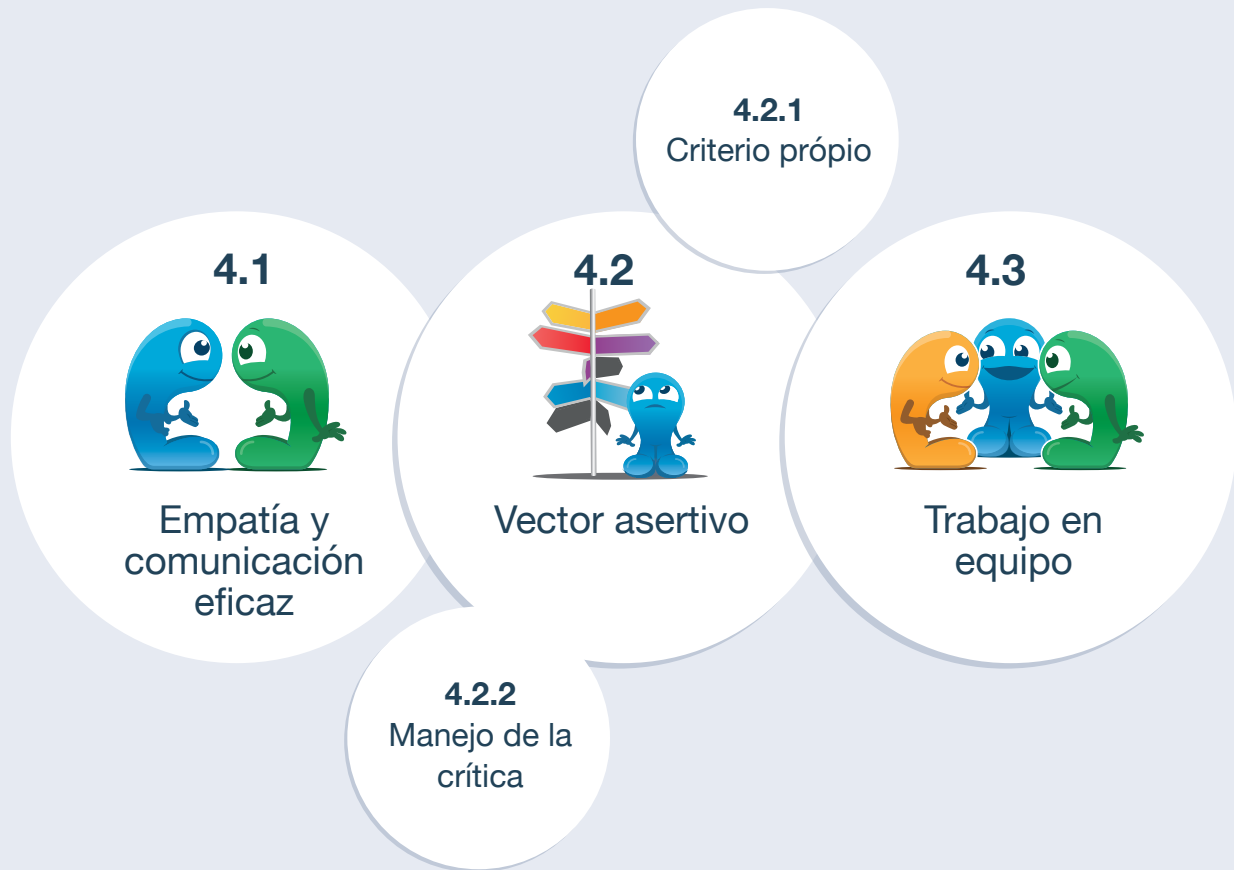 4.1
Empatía y
comunicación
eficaz
4.2
Vector asertivo
4.2.1
Criterio própio
4.2.2
Manejo de la
crítica
4.3
Trabajo en
equipo